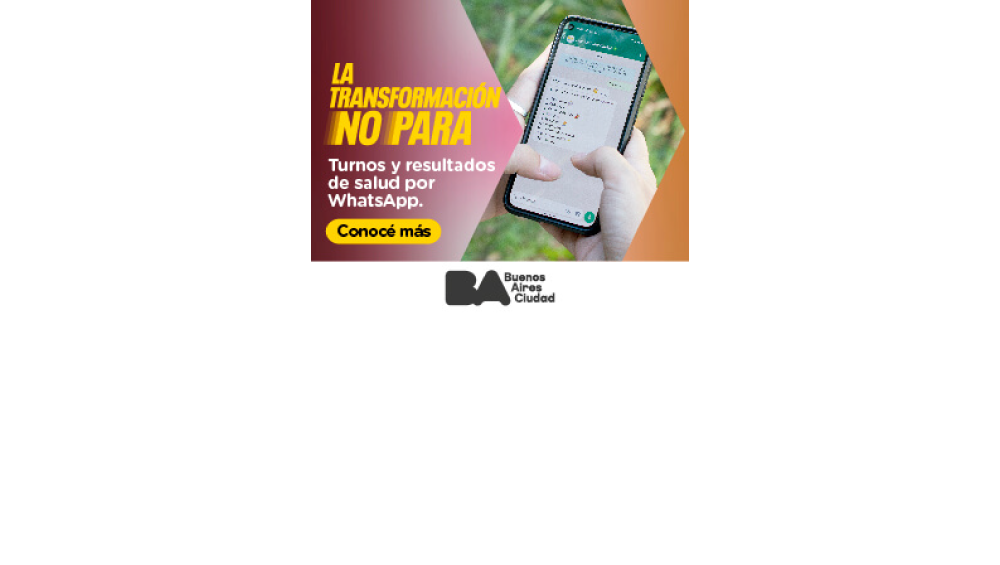 LA
TRANSFORMACIÓN
NO PARA
Turnos y resultados
de salud por
WhatsApp.
Conocé más
BA Buenos
Aires
Ciudad